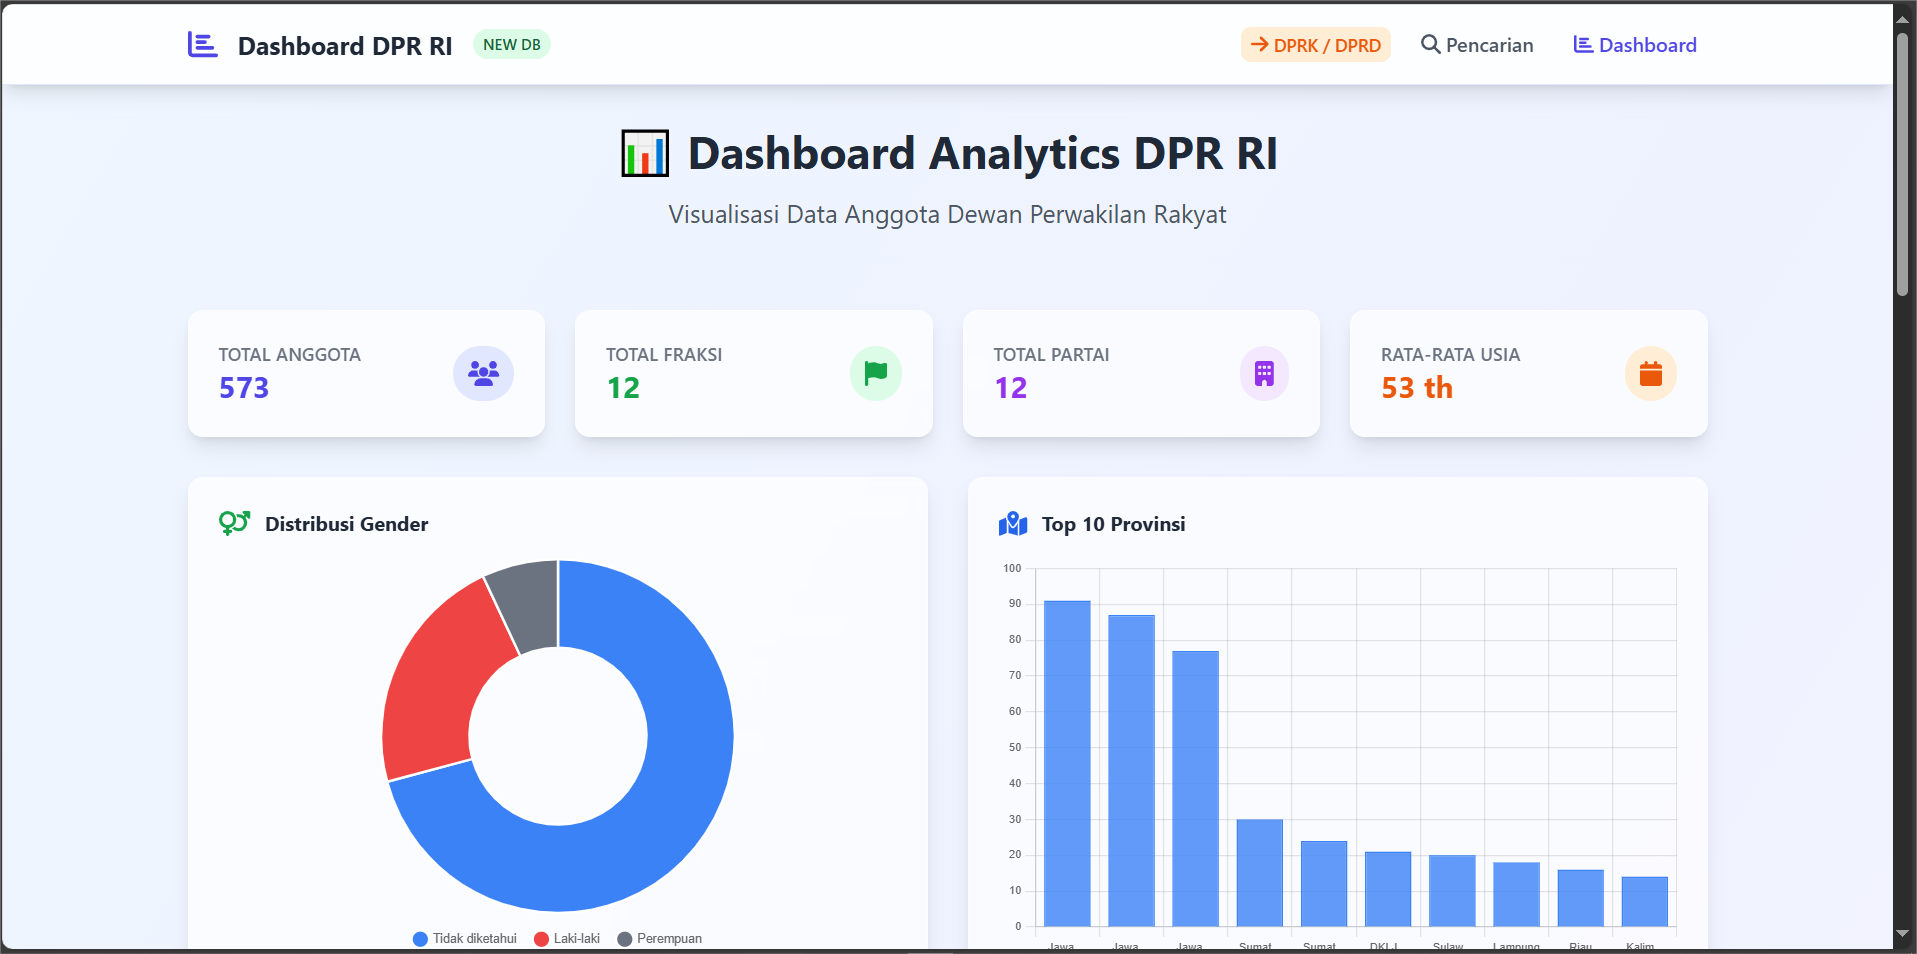 Dashboard DPR RI NEW DB DPRK / DPRD Pencarian Dashboard
Dashboard Analytics DPR RI
Visualisasi Data Anggota Dewan Perwakilan Rakyat
TOTAL ANGGOTA
573
TOTAL FRAKSI
12
TOTAL PARTAI
12
RATA-RATA USIA
53 th
Distribusi Gender
Tidak diketahui Laki-laki Perempuan
Top 10 Provinsi
100
90
80
70
60
50
40
30
20
10
0
Jawa Jawa Jawa Sumat Sumat DKI J Sulaw Lampung Riau Kalim